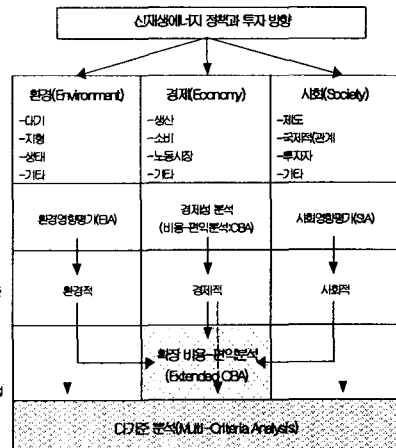 신재생에너지 정책과 투자 방향
환경(Environment)
-대기
-지형
-생태
-기타
경제(Economy)
-생산
-소비
-노동시장
-기타
사회(Society)
-제도
-국제적관계
-투자자
-기타
환경영향평가(EIA)
경제성 분석
(비용-편익분석:CBA)
사회영향평가(SIA)
환경적
경제적
사회적
확장 비용-편익분석
(Extended CBA)
다기준 분석(Multi-Criteria Analysis)